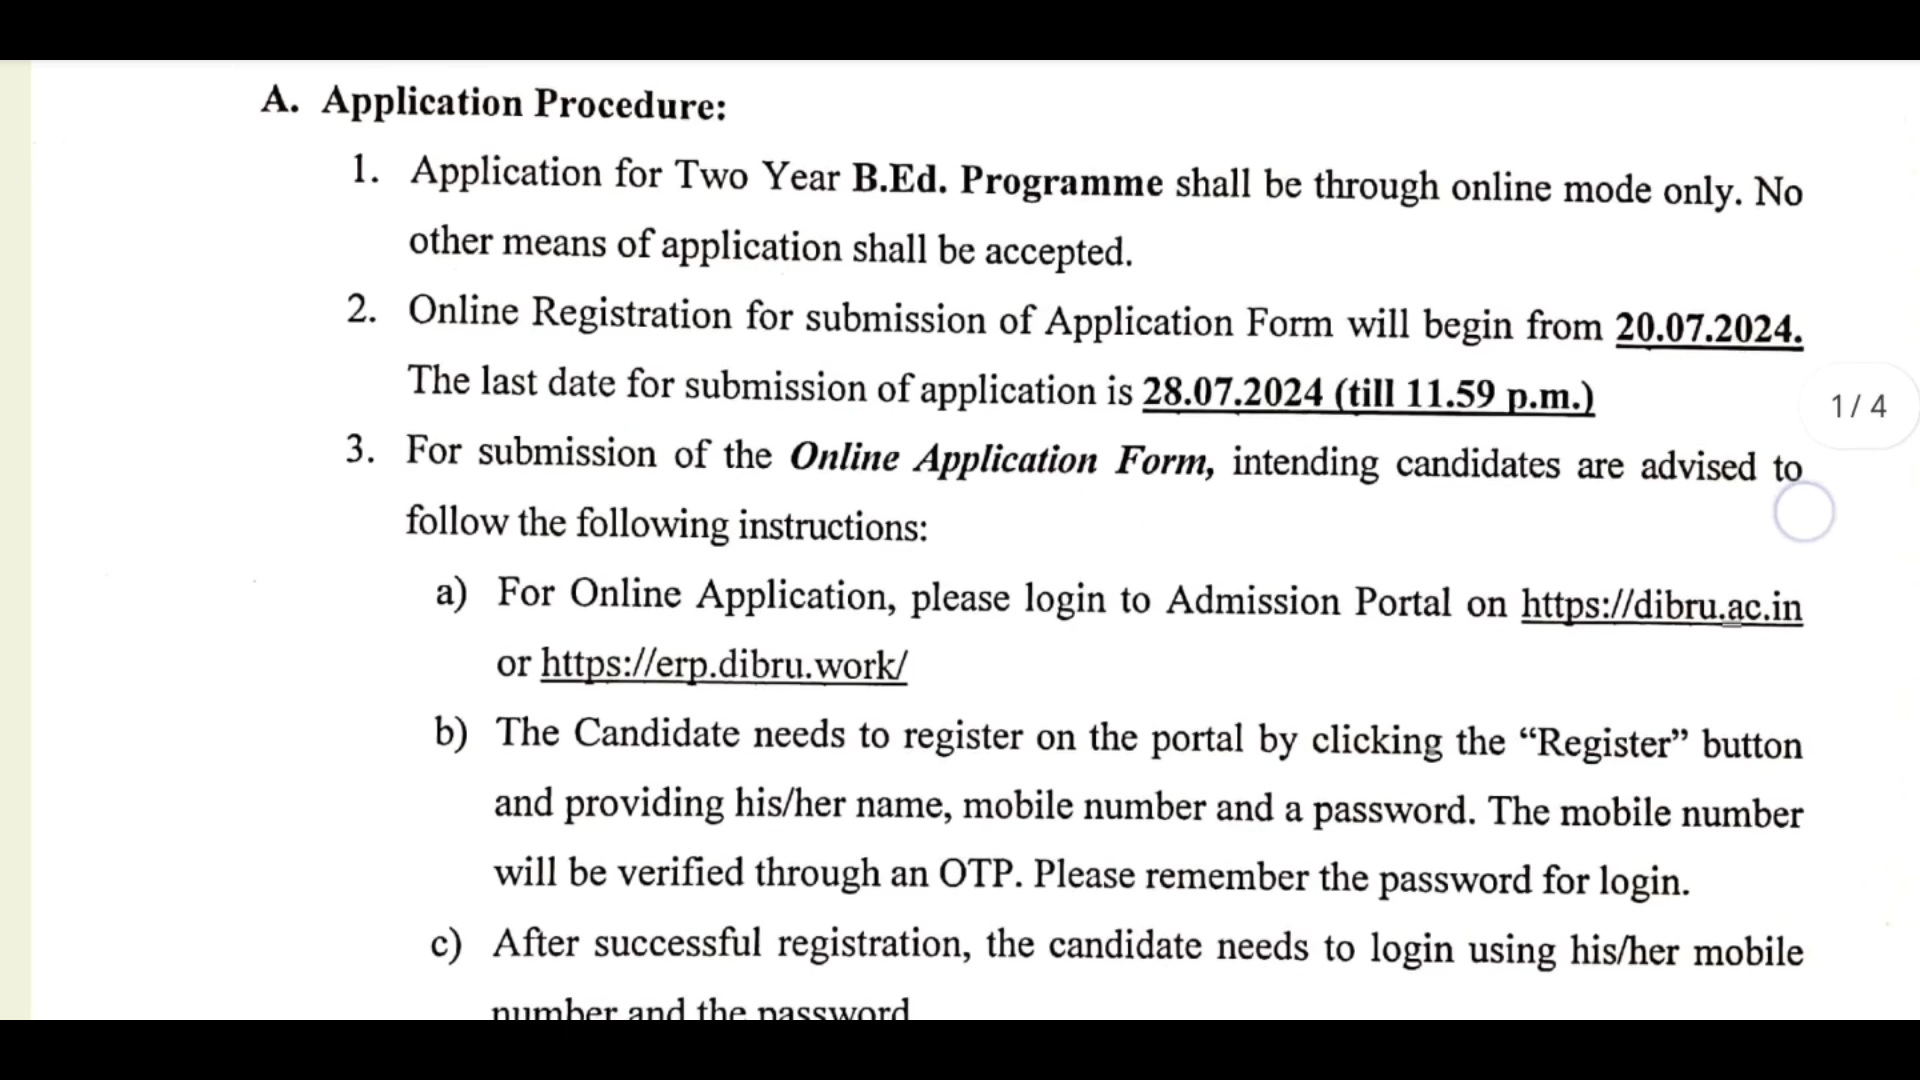 A. Application Procedure:
1. Application for Two Year B.Ed. Programme shall be through online mode only. No
other means of application shall be accepted.
2. Online Registration for submission of Application Form will begin from 20.07.2024.
The last date for submission of application is 28.07.2024 (till 11.59 p.m.)
1/ 4
3. For submission of the Online Application Form, intending candidates are advised to
follow the following instructions:
a) For Online Application, please login to Admission Portal on https://dibru.ac.in
or https://erp.dibru.work/
b) The Candidate needs to register on the portal by clicking the “Register” button
and providing his/her name, mobile number and a password. The mobile number
will be verified through an OTP. Please remember the password for login.
c) After successful registration, the candidate needs to login using his/her mobile
number and the password